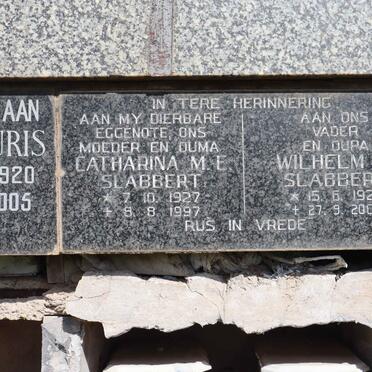 AAN
URIS
920
005
IN TERE HERINNERING
AAN MY DIERBARE
EGGENOTE, ONS
MOEDER EN OUMA
CATHARINA M. E.
SLABBERT
* 7. 10. 1927
+ 8. 8. 1997
AAN ONS
VADER
EN OUPA
WILHELM
SLABBER
* 15. 6. 192
+ 27. 9. 20
RUS IN VREDE